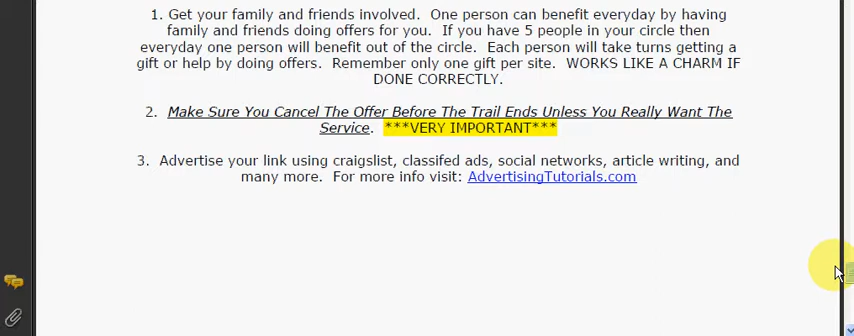 1. Get your family and friends involved.  One person can benefit everyday by having
family and friends doing offers for you.  If you have 5 people in your circle then
everyday one person will benefit out of the circle.  Each person will take turns getting a
gift or help by doing offers.  Remember only one gift per site.  WORKS LIKE A CHARM IF
DONE CORRECTLY.
2.  Make Sure You Cancel The Offer Before The Trail Ends Unless You Really Want The
Service.  ***VERY IMPORTANT***
3.  Advertise your link using craigslist, classifed ads, social networks, article writing, and
many more.  For more info visit: AdvertisingTutorials.com